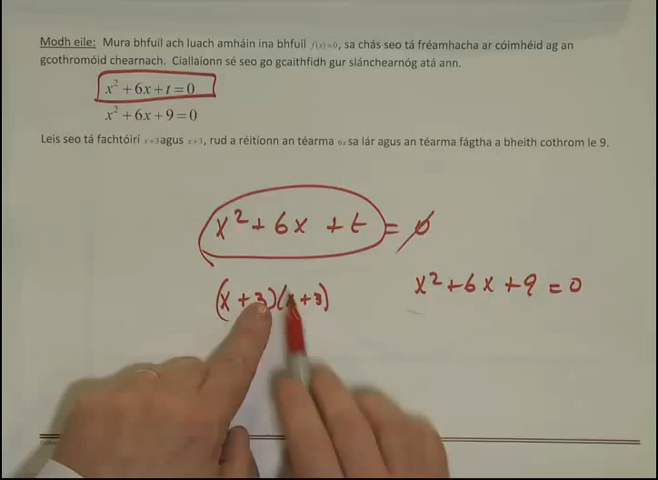 Modh eile: Mura bhfuil ach luach amháin ina bhfuil f(x)=0, sa chás seo tá fréamhacha ar cóimhéid ag an
gcothromóid chearnach. Ciallaíonn sé seo go gcaithfidh gur slánchearnóg atá ann.
x² + 6x + t = 0
x² + 6x + 9 = 0
Leis seo tá fachtóirí x+3 agus x+3, rud a réitíonn an téarma 6x sa lár agus an téarma fágtha a bheith cothrom le 9.
x² + 6x + t = 0
(x + 3)(x + 3)
x² + 6x + 9 = 0